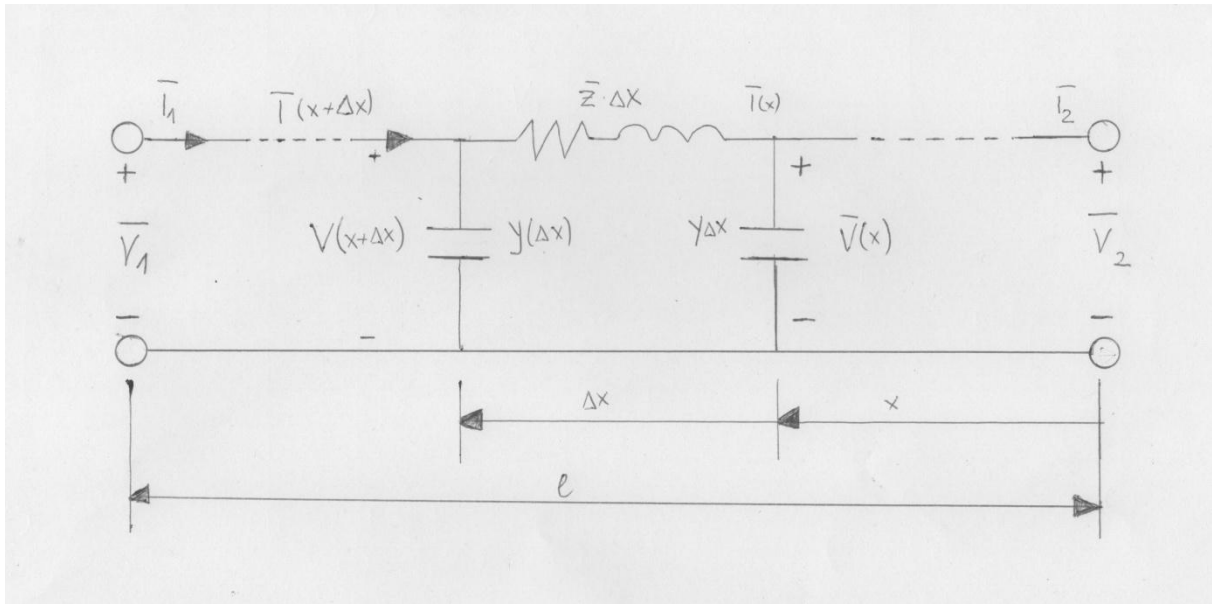 I̅₁ I̅(x+Δx) z̅·Δx I̅(x) I̅₂
+ + + +
V̅₁ V(x+Δx) y(Δx) yΔx V̅(x) V̅₂
− − − −
Δx x
ℓ